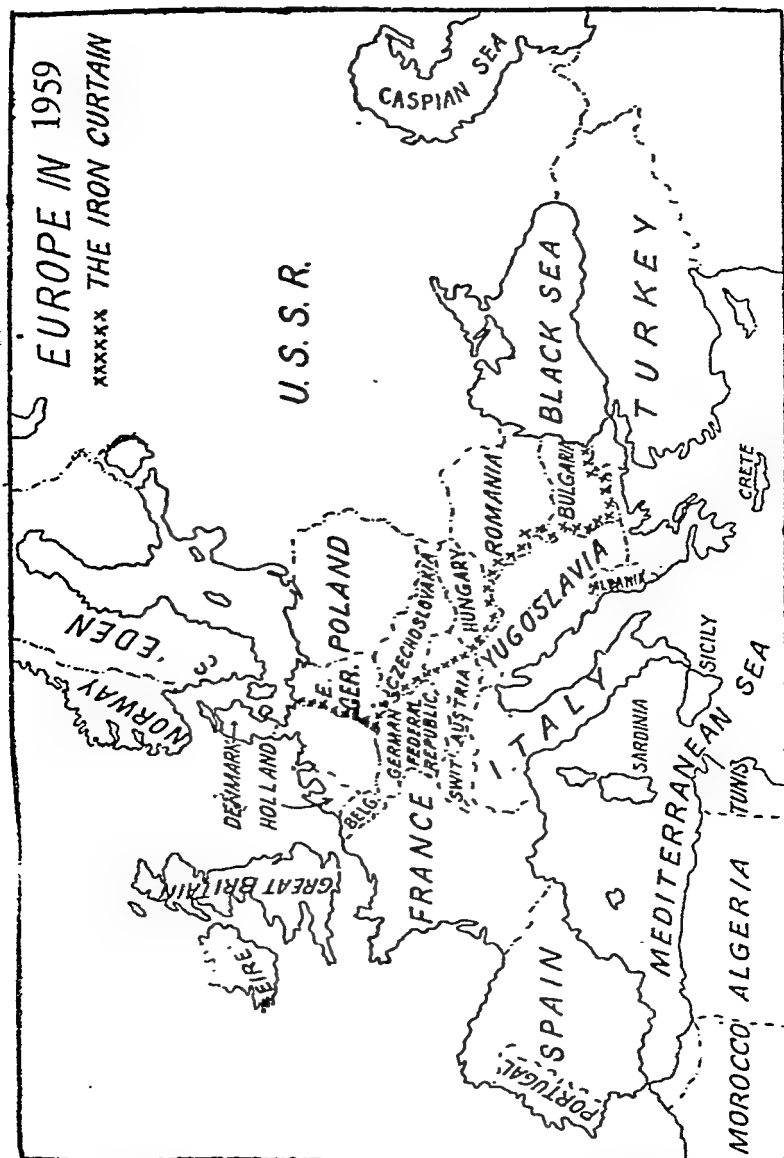 EUROPE IN 1959
xxxxxx THE IRON CURTAIN
CASPIAN SEA
U.S.S.R.
NORWAY
EDEN
DENMARK
HOLLAND
EIRE
GREAT BRITAIN
BELG.
E.
GER.
POLAND
GERMAN
FEDERAL
REPUBLIC
CZECHOSLOVAKIA
FRANCE
SWIT
AUSTRIA
HUNGARY
ROMANIA
BLACK SEA
BULGARIA
YUGOSLAVIA
ALBANIA
ITALY
TURKEY
PORTUGAL
SPAIN
SARDINIA
SICILY
CRETE
MEDITERRANEAN SEA
MOROCCO
ALGERIA
TUNIS